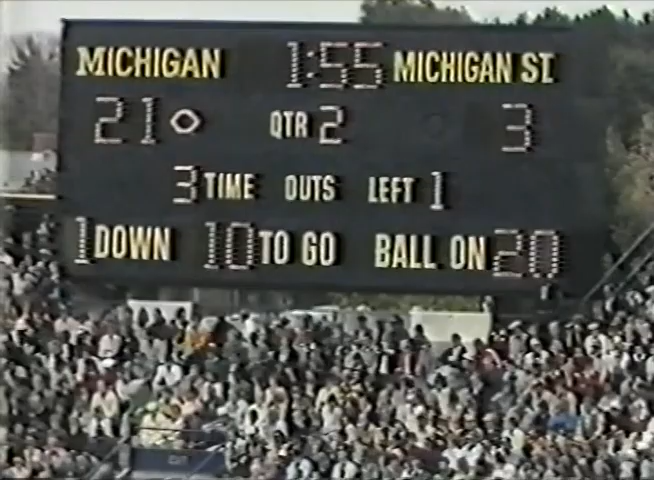 MICHIGAN 1:55 MICHIGAN ST.
21 QTR 2 3
3 TIME OUTS LEFT 1
1 DOWN 10 TO GO BALL ON 20